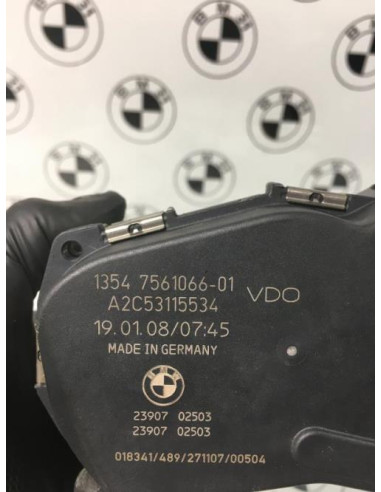 1354 7561066-01
A2C53115534 VDO
19.01.08/07:45
MADE IN GERMANY
BMW
23907 02503
23907 02503
018341/489/271107/00504